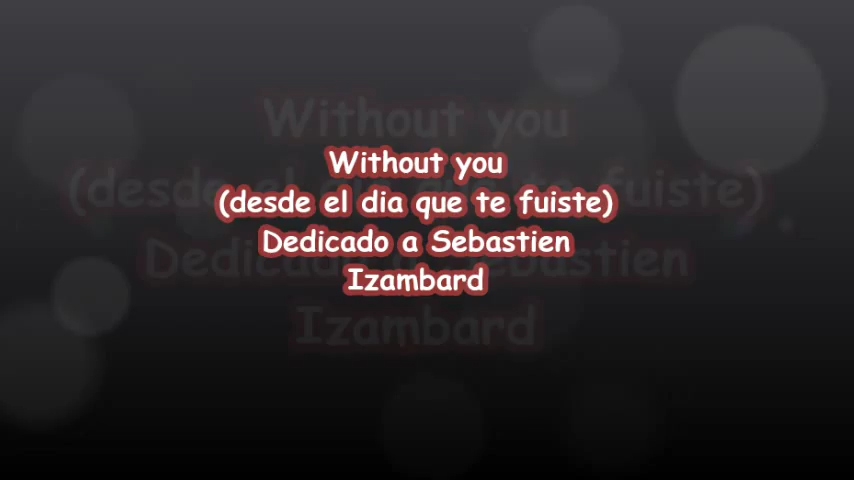 Without you
(desde el dia que te fuiste)
Dedicado a Sebastien
Izambard